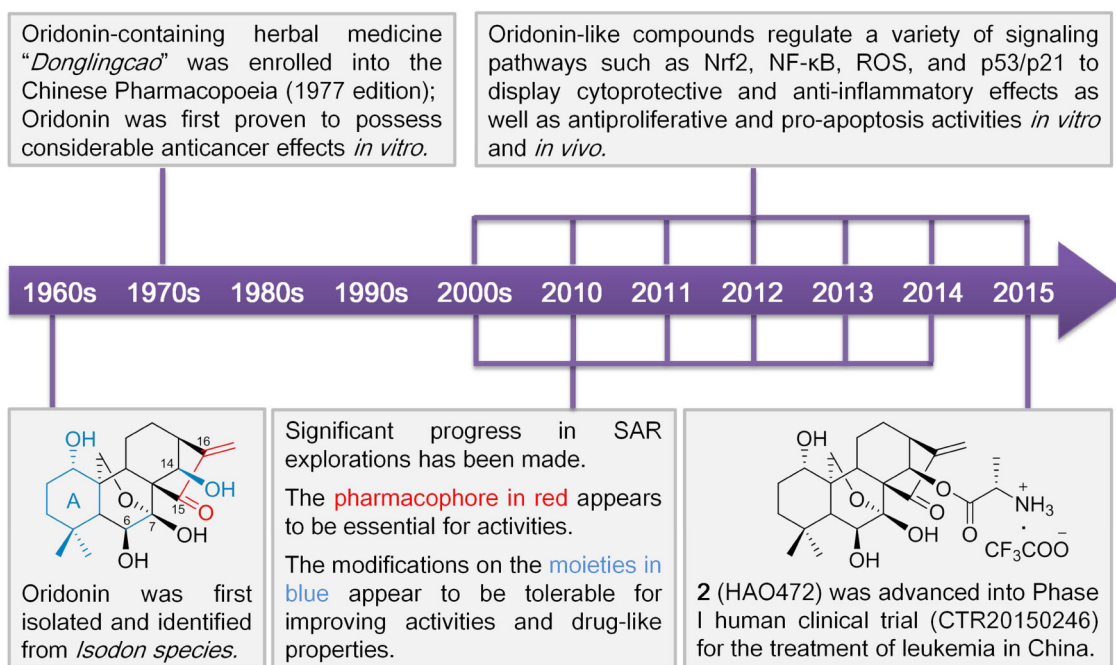 Oridonin-containing herbal medicine
“Donglingcao” was enrolled into the
Chinese Pharmacopoeia (1977 edition);
Oridonin was first proven to possess
considerable anticancer effects in vitro.
Oridonin-like compounds regulate a variety of signaling
pathways such as Nrf2, NF-κB, ROS, and p53/p21 to
display cytoprotective and anti-inflammatory effects as
well as antiproliferative and pro-apoptosis activities in vitro
and in vivo.
1960s 1970s 1980s 1990s 2000s 2010 2011 2012 2013 2014 2015
OH
16
14
OH
A
O
15
O
6
7
OH
OH
Oridonin was first
isolated and identified
from Isodon species.
Significant progress in SAR
explorations has been made.
The pharmacophore in red appears
to be essential for activities.
The modifications on the moieties in
blue appear to be tolerable for
improving activities and drug-like
properties.
OH
O
O
O
O
+
NH3
OH
OH
CF3COO−
2 (HAO472) was advanced into Phase
I human clinical trial (CTR20150246)
for the treatment of leukemia in China.